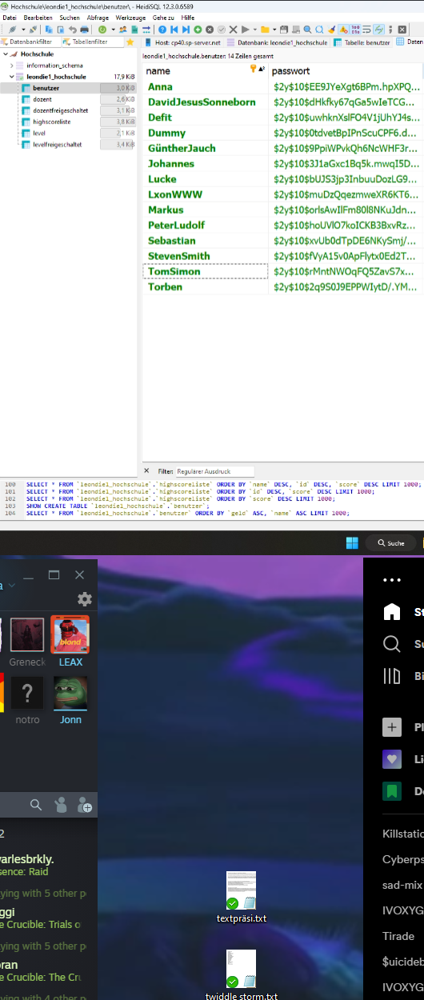 Hochschule\leondie1_hochschule\benutzer\ - HeidiSQL 12.3.0.6589
Datei Bearbeiten Suchen Abfrage Werkzeuge Gehe zu Hilfe
Datenbankfilter Tabellenfilter
Host: cp40.sp-server.net Datenbank: leondie1_hochschule Tabelle: benutzer Daten
Hochschule
information_schema
leondie1_hochschule 17,9 KiB
benutzer 3,0 KiB
dozent 2,6 KiB
dozentfreigeschaltet 3,1 KiB
highscoreliste 3,8 KiB
level 2,1 KiB
levelfreigeschaltet 3,4 KiB
leondie1_hochschule.benutzer: 14 Zeilen gesamt
name passwort
Anna $2y$10$EE9JYeXgt6BPm.hpXPQ...
DavidJesusSonneborn $2y$10$dHkfky67qGa5wIeTCG...
Defit $2y$10$uwhknXslFO4V1jUhYJ4s...
Dummy $2y$10$0tdvetBpIPnScuCPF6.d...
GüntherJauch $2y$10$9PpiWPvkQh6NcWHF3r...
Johannes $2y$10$3J1aGxc1Bq5k.mwqI5D...
Lucke $2y$10$bUJS3jp3InbuuDozLG9...
LxonWWW $2y$10$muDzQqezmweXR6KT6...
Markus $2y$10$orlsAwIlFm80l8NKuJdn...
PeterLudolf $2y$10$hoUVlO7koICKB3BxvRz...
Sebastian $2y$10$xvUb0dTpDE6NKySmj/...
StevenSmith $2y$10$fVyA15v0ApFlytx0Ed2T...
TomSimon $2y$10$rMntNWOqFQ5ZavS7x...
Torben $2y$10$2q9S0J9EPPWIytD/.YM...
Filter: Regulärer Ausdruck
100 SELECT * FROM `leondie1_hochschule`.`highscoreliste` ORDER BY `name` DESC, `id` DESC, `score` DESC LIMIT 1000;
101 SELECT * FROM `leondie1_hochschule`.`highscoreliste` ORDER BY `id` DESC, `score` DESC LIMIT 1000;
102 SELECT * FROM `leondie1_hochschule`.`highscoreliste` ORDER BY `score` DESC LIMIT 1000;
103 SHOW CREATE TABLE `leondie1_hochschule`.`benutzer`;
104 SELECT * FROM `leondie1_hochschule`.`benutzer` ORDER BY `geld` ASC, `name` ASC LIMIT 1000;
Suche
a
Greneck LEAX
blond
?
notro Jonn
2
varlesbrkly.
sence: Raid
ying with 5 other p
ggi
e Crucible: Trials o
ying with 5 other p
oran
e Crucible: The Cru
ying with 4 other p
textpräsi.txt
twiddle storm.txt
St
Su
Bi
Pl
Li
De
Killstatio
Cyberps
sad-mix
IVOXYG
Tirade
$uicideb
IVOXYG